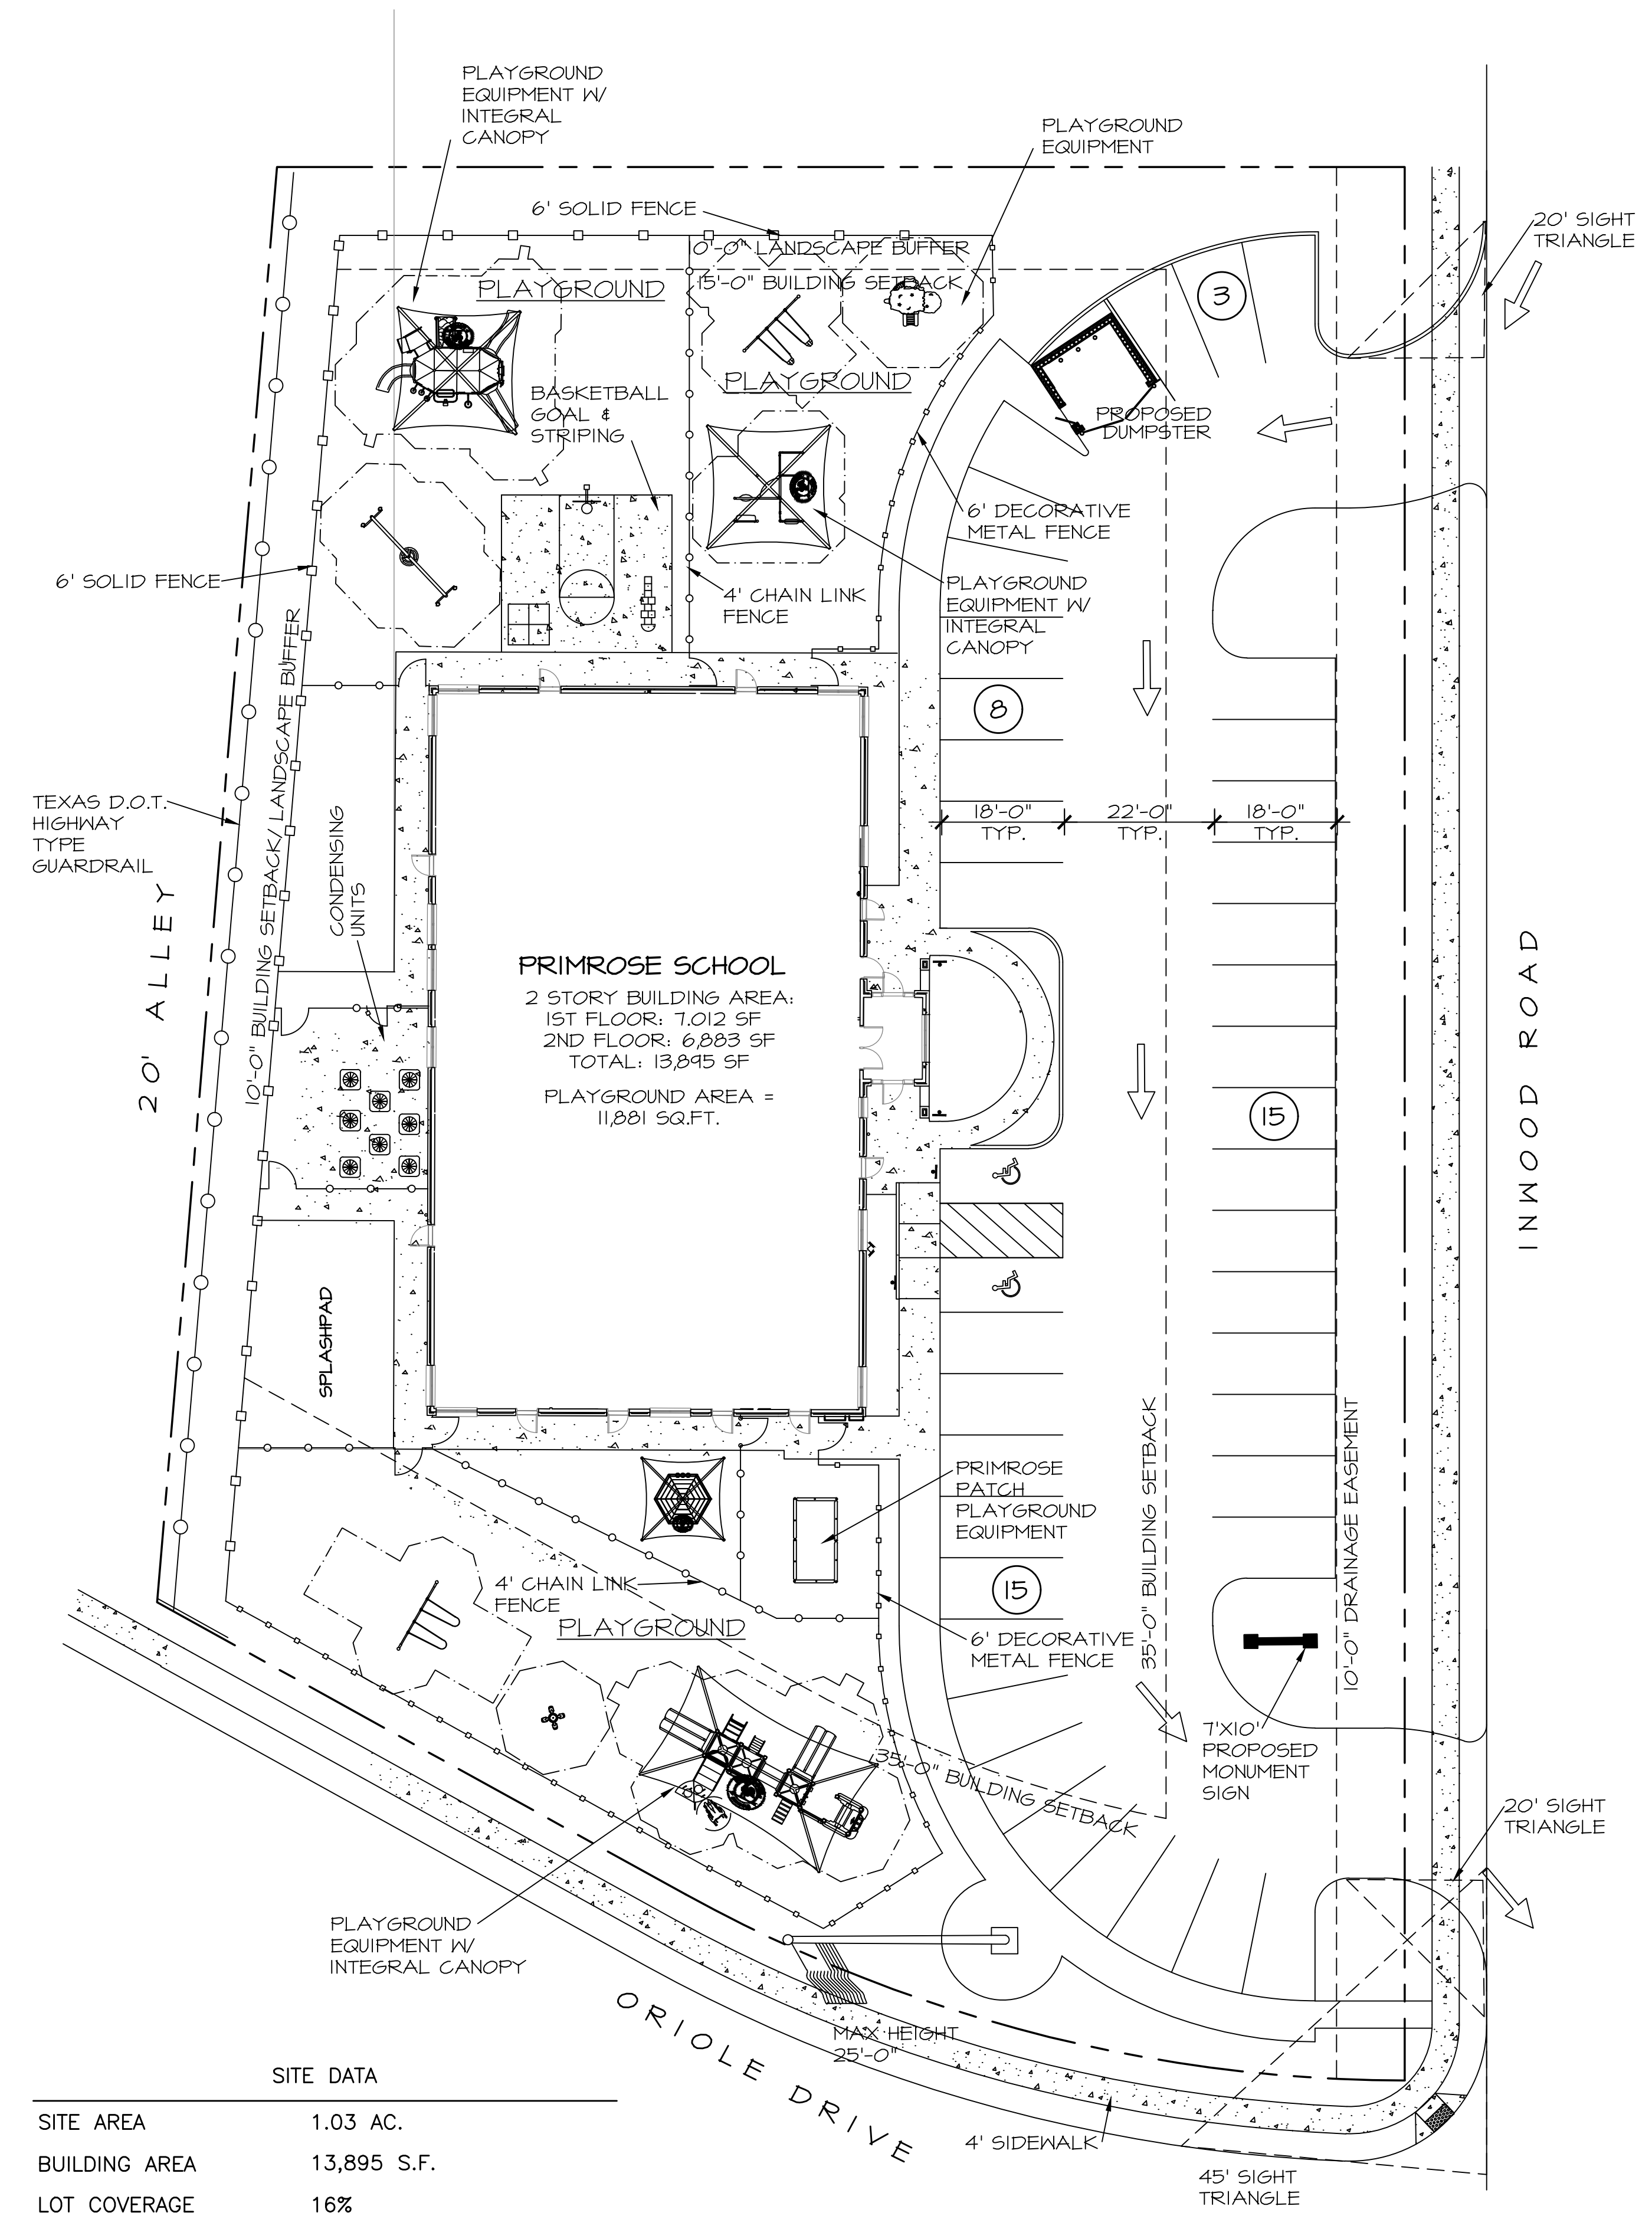 PLAYGROUND
EQUIPMENT W/
INTEGRAL
CANOPY
PLAYGROUND
EQUIPMENT
6' SOLID FENCE
20' SIGHT
TRIANGLE
0'-0" LANDSCAPE BUFFER
15'-0" BUILDING SETBACK
PLAYGROUND
3
PLAYGROUND
BASKETBALL
GOAL &
STRIPING
PROPOSED
DUMPSTER
6' DECORATIVE
METAL FENCE
6' SOLID FENCE
4' CHAIN LINK
FENCE
PLAYGROUND
EQUIPMENT W/
INTEGRAL
CANOPY
8
TEXAS D.O.T.
HIGHWAY
TYPE
GUARDRAIL
10'-0" BUILDING SETBACK/ LANDSCAPE BUFFER
CONDENSING
UNITS
18'-0"
TYP.
22'-0"
TYP.
18'-0"
TYP.
20' ALLEY
INWOOD ROAD
PRIMROSE SCHOOL
2 STORY BUILDING AREA:
1ST FLOOR: 7.012 SF
2ND FLOOR: 6,883 SF
TOTAL: 13,895 SF
PLAYGROUND AREA =
11,881 SQ.FT.
15
SPLASHPAD
35'-0" BUILDING SETBACK
10'-0" DRAINAGE EASEMENT
PRIMROSE
PATCH
PLAYGROUND
EQUIPMENT
15
4' CHAIN LINK
FENCE
PLAYGROUND
6' DECORATIVE
METAL FENCE
35'-0" BUILDING SETBACK
7'X10'
PROPOSED
MONUMENT
SIGN
20' SIGHT
TRIANGLE
PLAYGROUND
EQUIPMENT W/
INTEGRAL CANOPY
ORIOLE DRIVE
MAX HEIGHT
25'-0"
4' SIDEWALK
45' SIGHT
TRIANGLE
SITE DATA
SITE AREA 1.03 AC.
BUILDING AREA 13,895 S.F.
LOT COVERAGE 16%